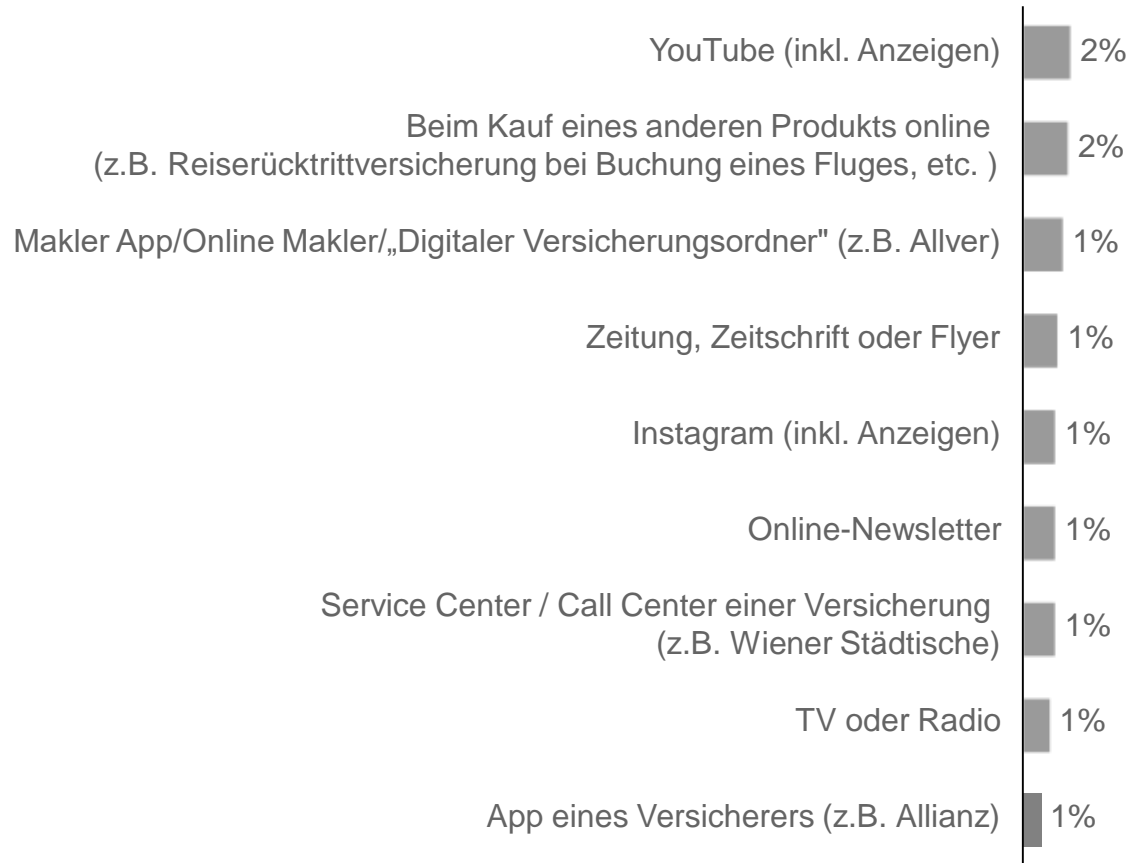 YouTube (inkl. Anzeigen) 2%
Beim Kauf eines anderen Produkts online
(z.B. Reiserücktrittversicherung bei Buchung eines Fluges, etc. ) 2%
Makler App/Online Makler/„Digitaler Versicherungsordner" (z.B. Allver) 1%
Zeitung, Zeitschrift oder Flyer 1%
Instagram (inkl. Anzeigen) 1%
Online-Newsletter 1%
Service Center / Call Center einer Versicherung
(z.B. Wiener Städtische) 1%
TV oder Radio 1%
App eines Versicherers (z.B. Allianz) 1%